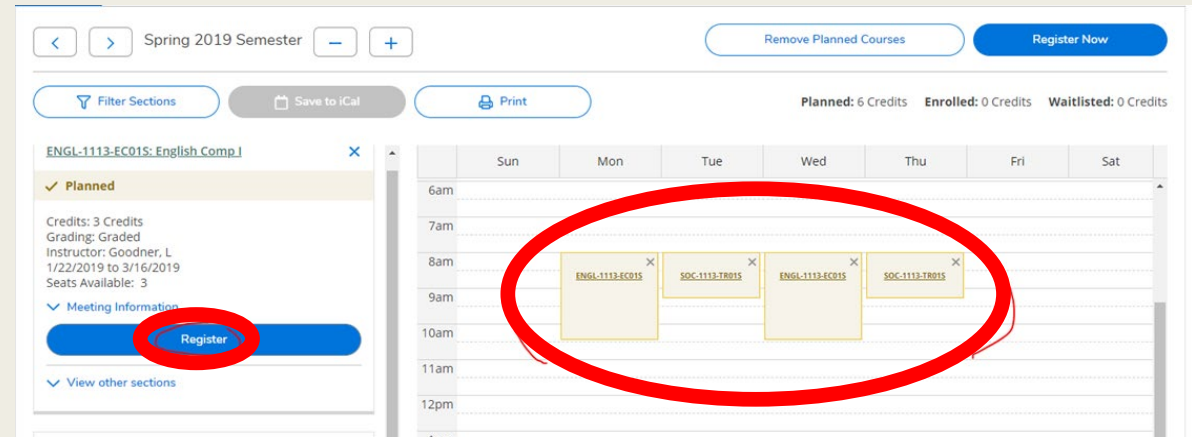 Spring 2019 Semester
Remove Planned Courses
Register Now
Filter Sections
Save to iCal
Print
Planned: 6 Credits Enrolled: 0 Credits Waitlisted: 0 Credits
ENGL-1113-EC01S: English Comp I
Planned
Credits: 3 Credits
Grading: Graded
Instructor: Goodner, L
1/22/2019 to 3/16/2019
Seats Available: 3
Meeting Information
Register
View other sections
Sun Mon Tue Wed Thu Fri Sat
6am
7am
8am
ENGL-1113-EC01S SOC-1113-TR01S ENGL-1113-EC01S SOC-1113-TR01S
9am
10am
11am
12pm